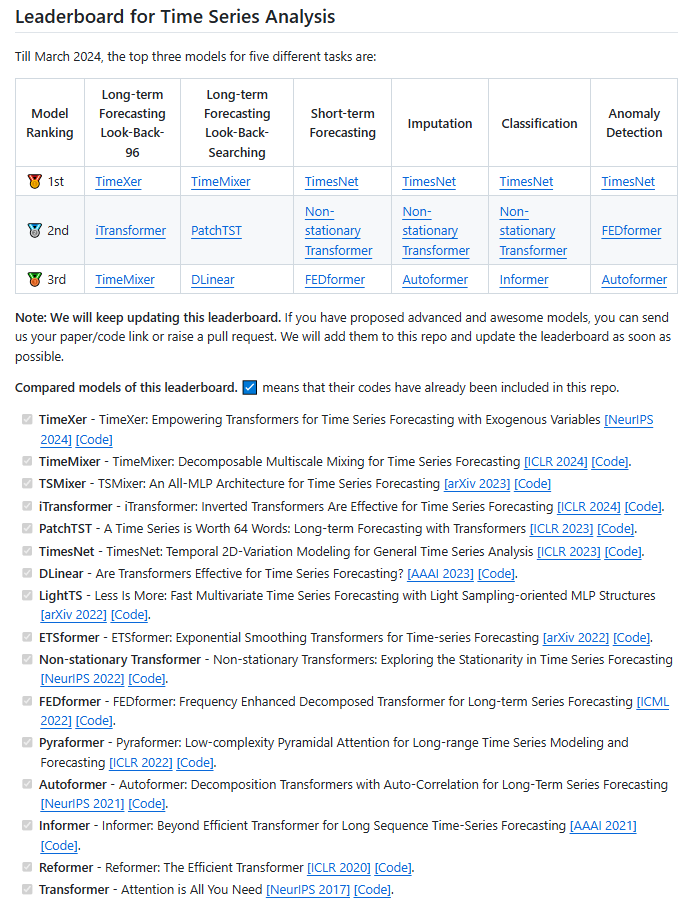 Leaderboard for Time Series Analysis
Till March 2024, the top three models for five different tasks are:
Model Ranking | Long-term Forecasting Look-Back-96 | Long-term Forecasting Look-Back-Searching | Short-term Forecasting | Imputation | Classification | Anomaly Detection
🥇 1st | TimeXer | TimeMixer | TimesNet | TimesNet | TimesNet | TimesNet
🥈 2nd | iTransformer | PatchTST | Non-stationary Transformer | Non-stationary Transformer | Non-stationary Transformer | FEDformer
🥉 3rd | TimeMixer | DLinear | FEDformer | Autoformer | Informer | Autoformer
Note: We will keep updating this leaderboard. If you have proposed advanced and awesome models, you can send
us your paper/code link or raise a pull request. We will add them to this repo and update the leaderboard as soon as
possible.
Compared models of this leaderboard. ☑ means that their codes have already been included in this repo.
TimeXer - TimeXer: Empowering Transformers for Time Series Forecasting with Exogenous Variables [NeurIPS
2024] [Code]
TimeMixer - TimeMixer: Decomposable Multiscale Mixing for Time Series Forecasting [ICLR 2024] [Code].
TSMixer - TSMixer: An All-MLP Architecture for Time Series Forecasting [arXiv 2023] [Code]
iTransformer - iTransformer: Inverted Transformers Are Effective for Time Series Forecasting [ICLR 2024] [Code].
PatchTST - A Time Series is Worth 64 Words: Long-term Forecasting with Transformers [ICLR 2023] [Code].
TimesNet - TimesNet: Temporal 2D-Variation Modeling for General Time Series Analysis [ICLR 2023] [Code].
DLinear - Are Transformers Effective for Time Series Forecasting? [AAAI 2023] [Code].
LightTS - Less Is More: Fast Multivariate Time Series Forecasting with Light Sampling-oriented MLP Structures
[arXiv 2022] [Code].
ETSformer - ETSformer: Exponential Smoothing Transformers for Time-series Forecasting [arXiv 2022] [Code].
Non-stationary Transformer - Non-stationary Transformers: Exploring the Stationarity in Time Series Forecasting
[NeurIPS 2022] [Code].
FEDformer - FEDformer: Frequency Enhanced Decomposed Transformer for Long-term Series Forecasting [ICML
2022] [Code].
Pyraformer - Pyraformer: Low-complexity Pyramidal Attention for Long-range Time Series Modeling and
Forecasting [ICLR 2022] [Code].
Autoformer - Autoformer: Decomposition Transformers with Auto-Correlation for Long-Term Series Forecasting
[NeurIPS 2021] [Code].
Informer - Informer: Beyond Efficient Transformer for Long Sequence Time-Series Forecasting [AAAI 2021]
[Code].
Reformer - Reformer: The Efficient Transformer [ICLR 2020] [Code].
Transformer - Attention is All You Need [NeurIPS 2017] [Code].